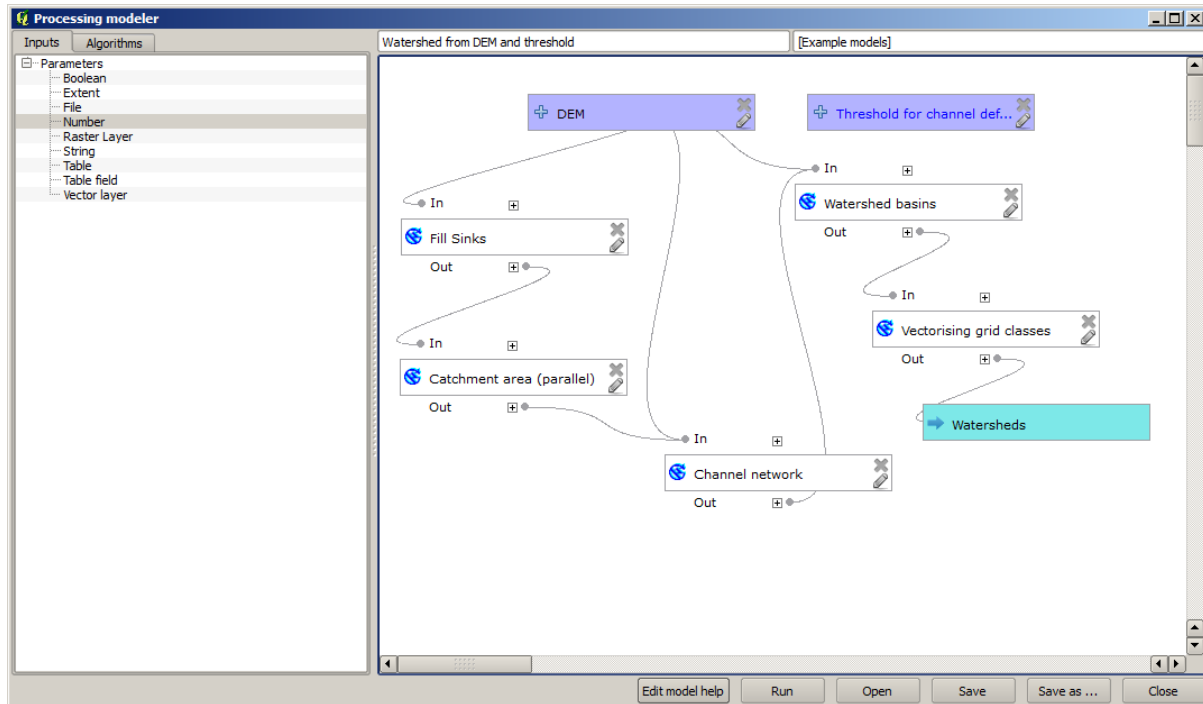 Processing modeler
Inputs
Algorithms
Parameters
Boolean
Extent
File
Number
Raster Layer
String
Table
Table field
Vector layer
Watershed from DEM and threshold
[Example models]
DEM
Threshold for channel def...
In
Fill Sinks
Out
In
Watershed basins
Out
In
Catchment area (parallel)
Out
In
Vectorising grid classes
Out
Watersheds
In
Channel network
Out
Edit model help
Run
Open
Save
Save as ...
Close